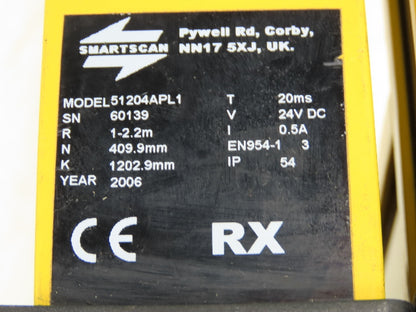 SMARTSCAN
Pywell Rd, Corby,
NN17 5XJ, UK.
MODEL 51204APL1 T 20ms
SN 60139 V 24V DC
R 1-2.2m I 0.5A
N 409.9mm EN954-1 3
K 1202.9mm IP 54
YEAR 2006
CE RX